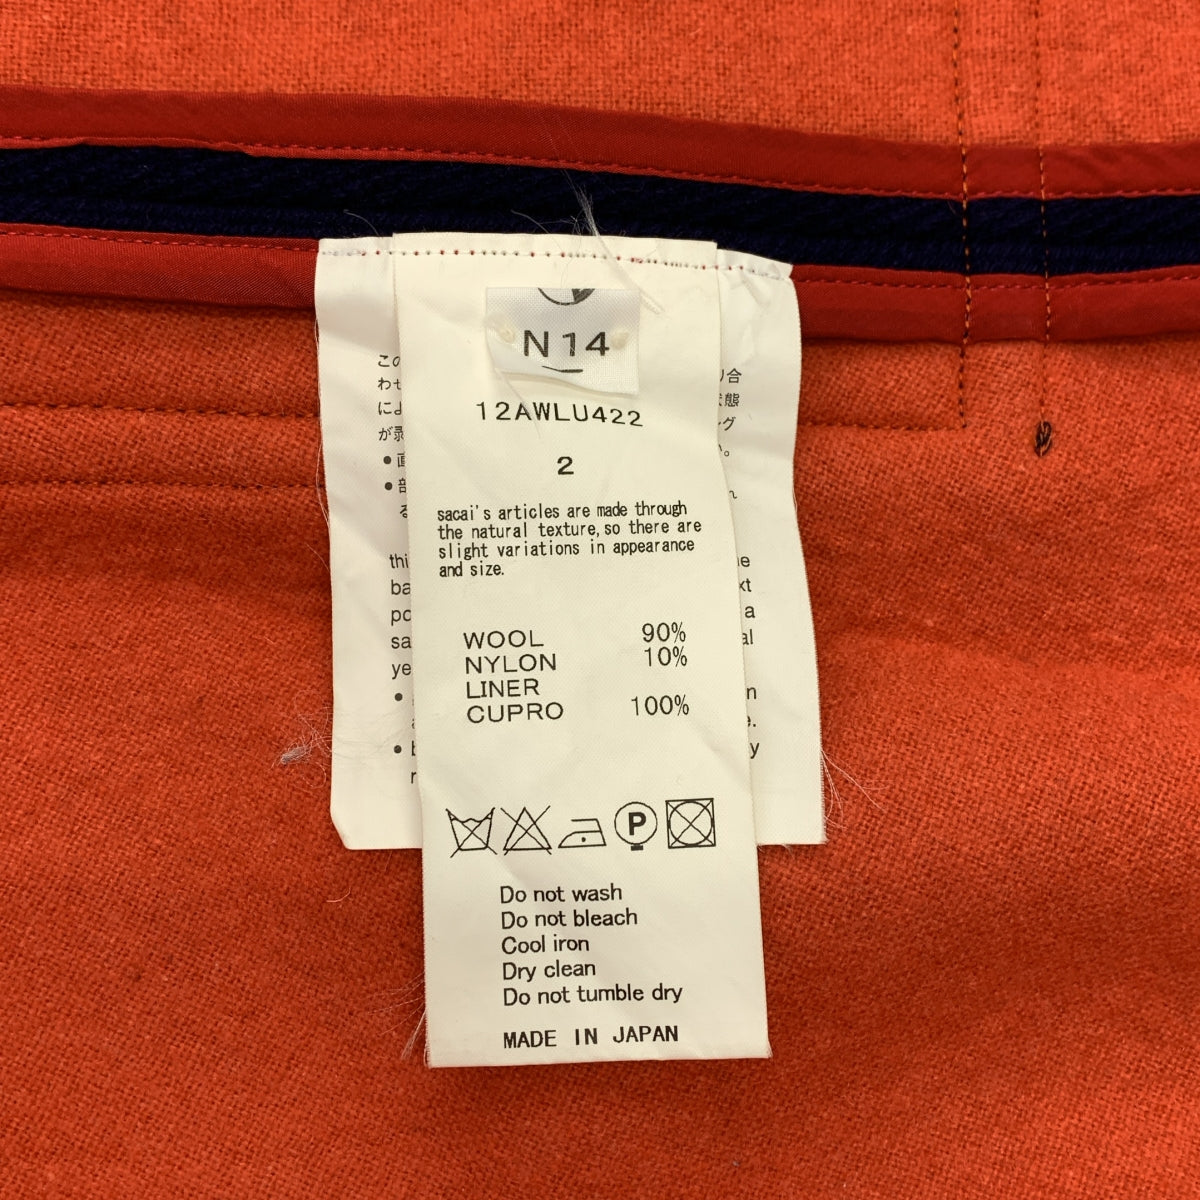 N 14
12AWLU422
2
sacai's articles are made through
the natural texture, so there are
slight variations in appearance
and size.
WOOL 90%
NYLON 10%
LINER
CUPRO 100%
P
Do not wash
Do not bleach
Cool iron
Dry clean
Do not tumble dry
MADE IN JAPAN